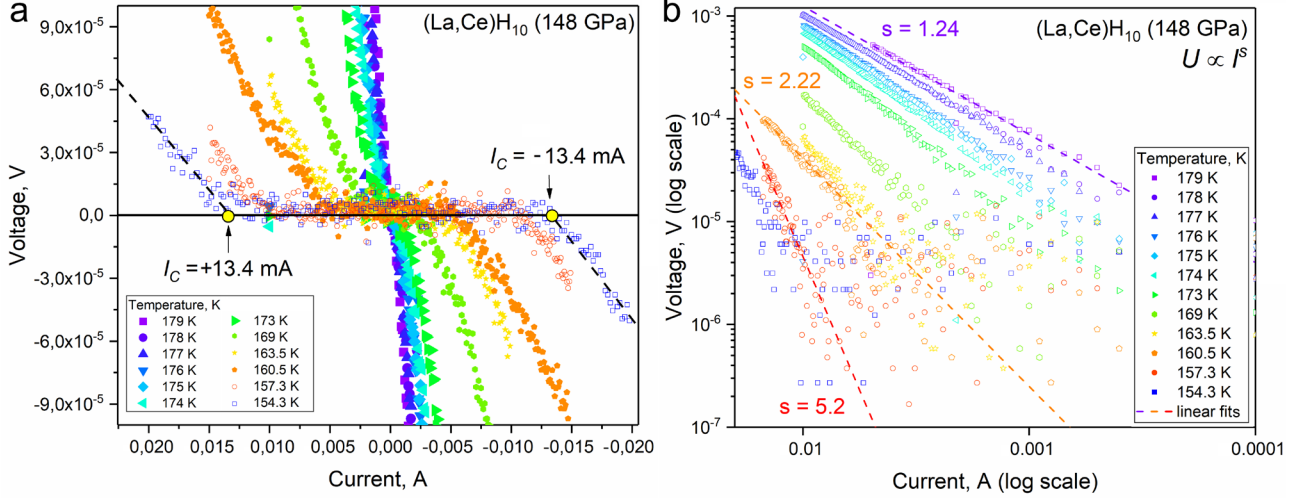 a
(La,Ce)H₁₀ (148 GPa)
9,0x10⁻⁵
6,0x10⁻⁵
3,0x10⁻⁵
0,0
-3,0x10⁻⁵
-6,0x10⁻⁵
-9,0x10⁻⁵
Voltage, V
I_C = -13.4 mA
I_C = +13.4 mA
Temperature, K
179 K
178 K
177 K
176 K
175 K
174 K
173 K
169 K
163.5 K
160.5 K
157.3 K
154.3 K
0,020 0,015 0,010 0,005 0,000 -0,005 -0,010 -0,015 -0,020
Current, A
b
(La,Ce)H₁₀ (148 GPa)
U ∝ Iˢ
s = 1.24
s = 2.22
s = 5.2
10⁻³
10⁻⁴
10⁻⁵
10⁻⁶
10⁻⁷
Voltage, V (log scale)
Temperature, K
179 K
178 K
177 K
176 K
175 K
174 K
173 K
169 K
163.5 K
160.5 K
157.3 K
154.3 K
linear fits
0.01 0.001 0.0001
Current, A (log scale)